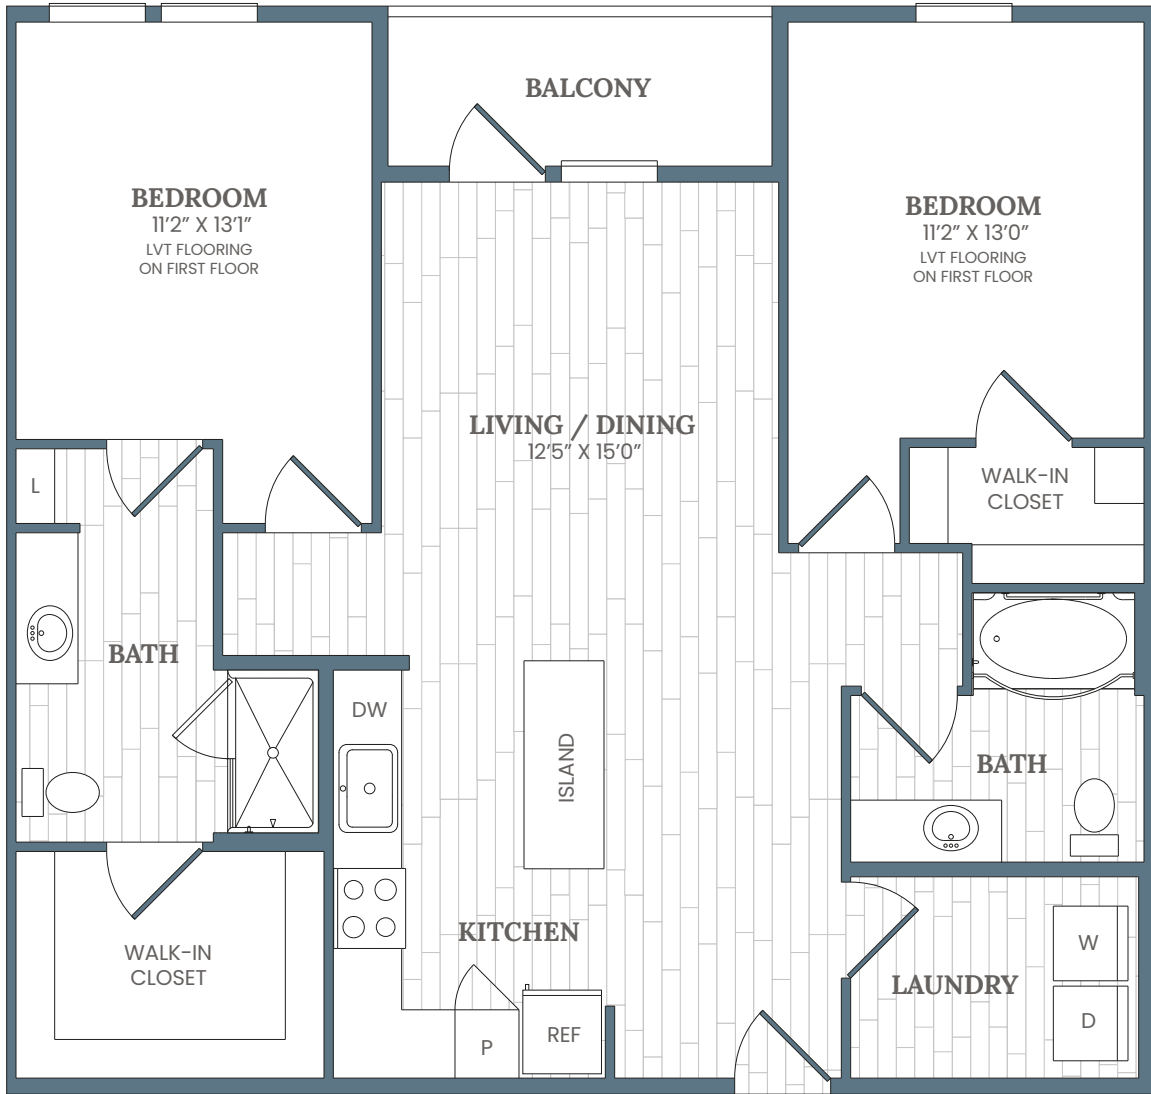 BALCONY
BEDROOM
11’2” X 13’1”
LVT FLOORING
ON FIRST FLOOR
BEDROOM
11’2” X 13’0”
LVT FLOORING
ON FIRST FLOOR
LIVING / DINING
12’5” X 15’0”
L
WALK-IN
CLOSET
BATH
DW
ISLAND
BATH
KITCHEN
WALK-IN
CLOSET
W
LAUNDRY
D
REF
P